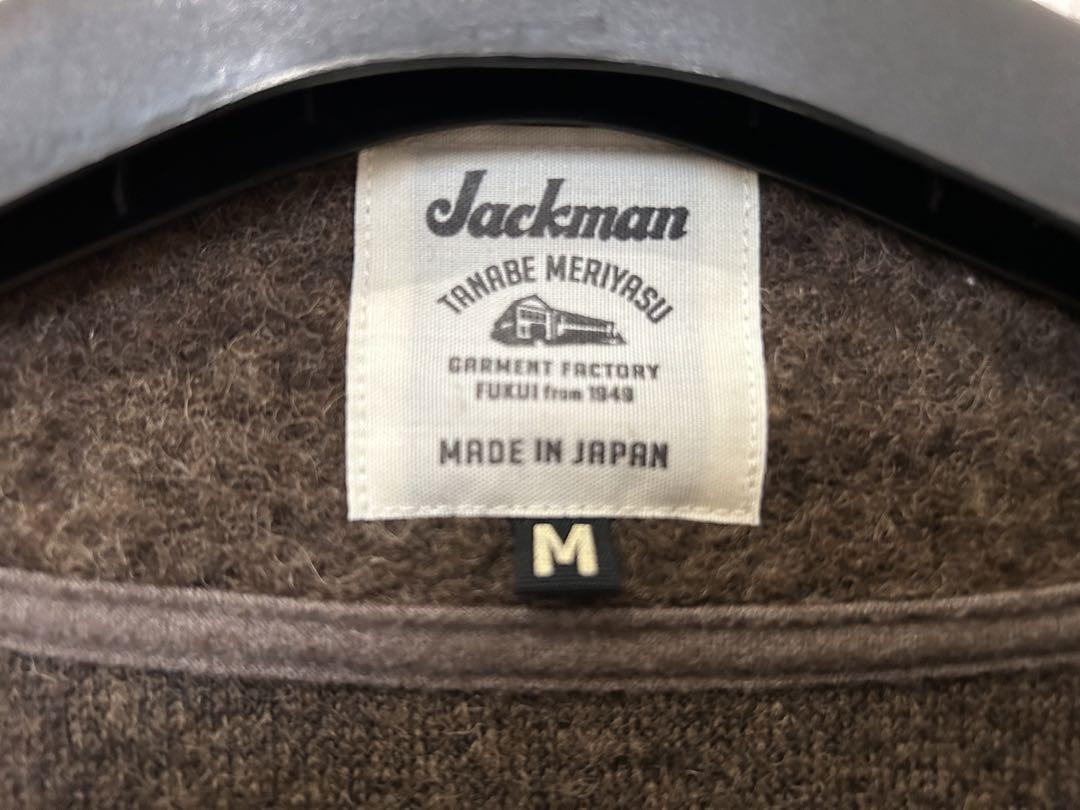 Jackman
TANABE MERIYASU
GARMENT FACTORY
FUKUI from 1949
MADE IN JAPAN
M